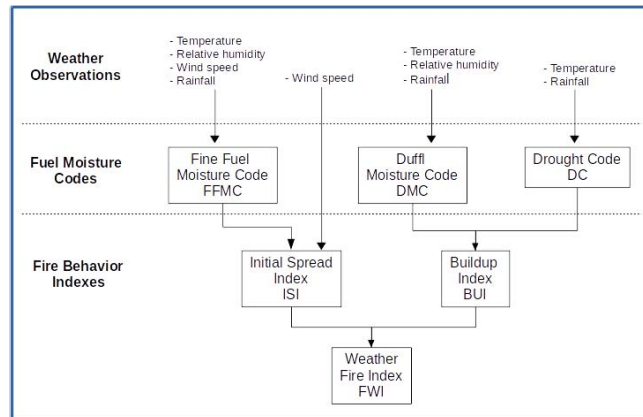 Weather
Observations
- Temperature
- Relative humidity
- Wind speed
- Rainfall
- Wind speed
- Temperature
- Relative humidity
- Rainfall
- Temperature
- Rainfall
Fuel Moisture
Codes
Fine Fuel
Moisture Code
FFMC
Duffl
Moisture Code
DMC
Drought Code
DC
Fire Behavior
Indexes
Initial Spread
Index
ISI
Buildup
Index
BUI
Weather
Fire Index
FWI